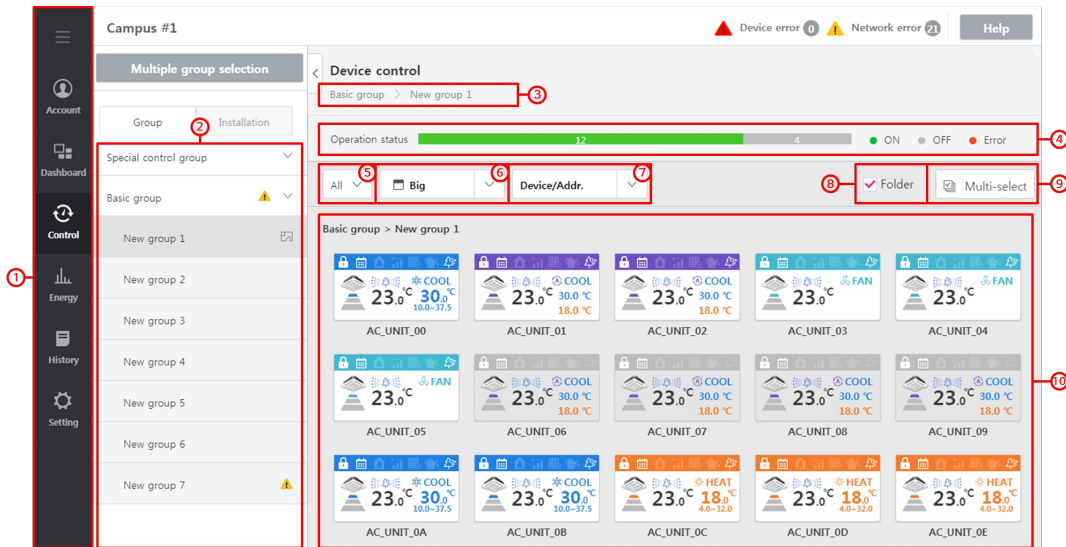 Campus #1
Device error 0
Network error 21
Help
Account
Dashboard
Control
Energy
History
Setting
1
Multiple group selection
Group
2
Installation
Special control group
Basic group
New group 1
New group 2
New group 3
New group 4
New group 5
New group 6
New group 7
< Device control
Basic group > New group 1
3
Operation status 12 4 ON OFF Error
4
All 5
Big 6
Device/Addr. 7
8 Folder
Multi-select 9
Basic group > New group 1
10
COOL
23.0°C 30.0°C
10.0~37.5
AC_UNIT_00
COOL
23.0°C 30.0 °C
18.0 °C
AC_UNIT_01
COOL
23.0°C 30.0 °C
18.0 °C
AC_UNIT_02
FAN
23.0°C
AC_UNIT_03
FAN
23.0°C
AC_UNIT_04
FAN
23.0°C
AC_UNIT_05
COOL
23.0°C 30.0 °C
18.0 °C
AC_UNIT_06
COOL
23.0°C 30.0 °C
18.0 °C
AC_UNIT_07
COOL
23.0°C 30.0 °C
18.0 °C
AC_UNIT_08
COOL
23.0°C 30.0 °C
18.0 °C
AC_UNIT_09
COOL
23.0°C 30.0°C
10.0~37.5
AC_UNIT_0A
COOL
23.0°C 30.0°C
10.0~37.5
AC_UNIT_0B
HEAT
23.0°C 18.0°C
4.0~32.0
AC_UNIT_0C
HEAT
23.0°C 18.0°C
4.0~32.0
AC_UNIT_0D
HEAT
23.0°C 18.0°C
4.0~32.0
AC_UNIT_0E